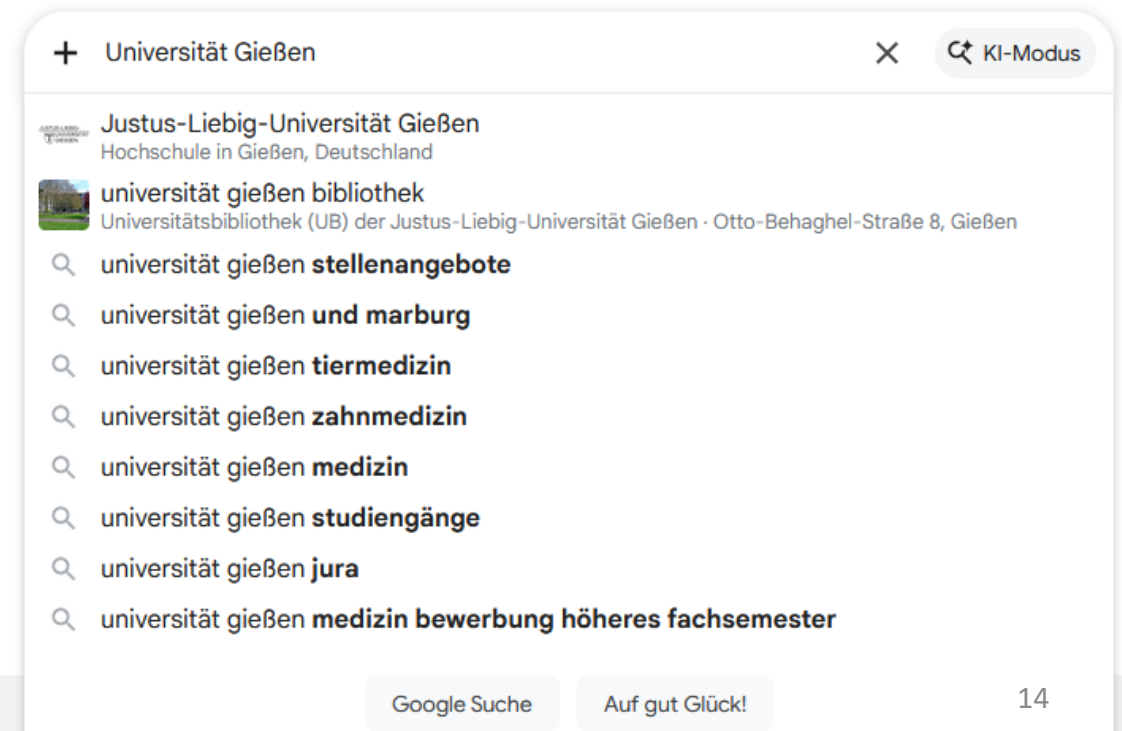 Universität Gießen
KI-Modus
Justus-Liebig-Universität Gießen
Hochschule in Gießen, Deutschland
universität gießen bibliothek
Universitätsbibliothek (UB) der Justus-Liebig-Universität Gießen · Otto-Behaghel-Straße 8, Gießen
universität gießen stellenangebote
universität gießen und marburg
universität gießen tiermedizin
universität gießen zahnmedizin
universität gießen medizin
universität gießen studiengänge
universität gießen jura
universität gießen medizin bewerbung höheres fachsemester
Google Suche Auf gut Glück! 14